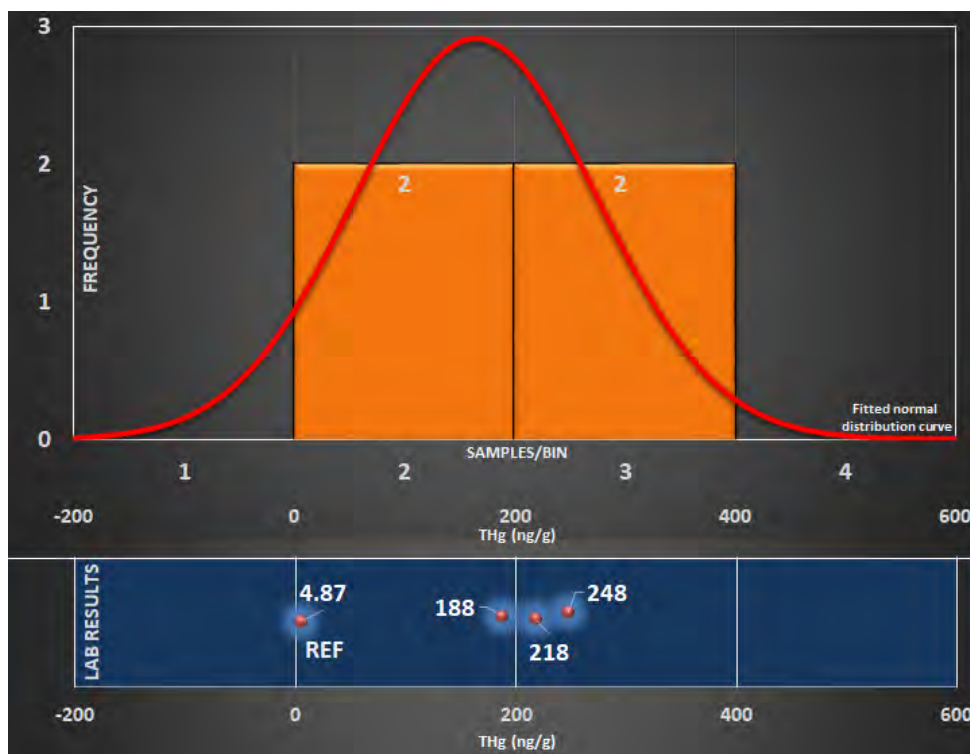 3
2
1
0
FREQUENCY
2 2
Fitted normal
distribution curve
SAMPLES/BIN
1 2 3 4
-200 0 200 400 600
THg (ng/g)
LAB RESULTS
4.87
REF
188
218
248
-200 0 200 400 600
THg (ng/g)